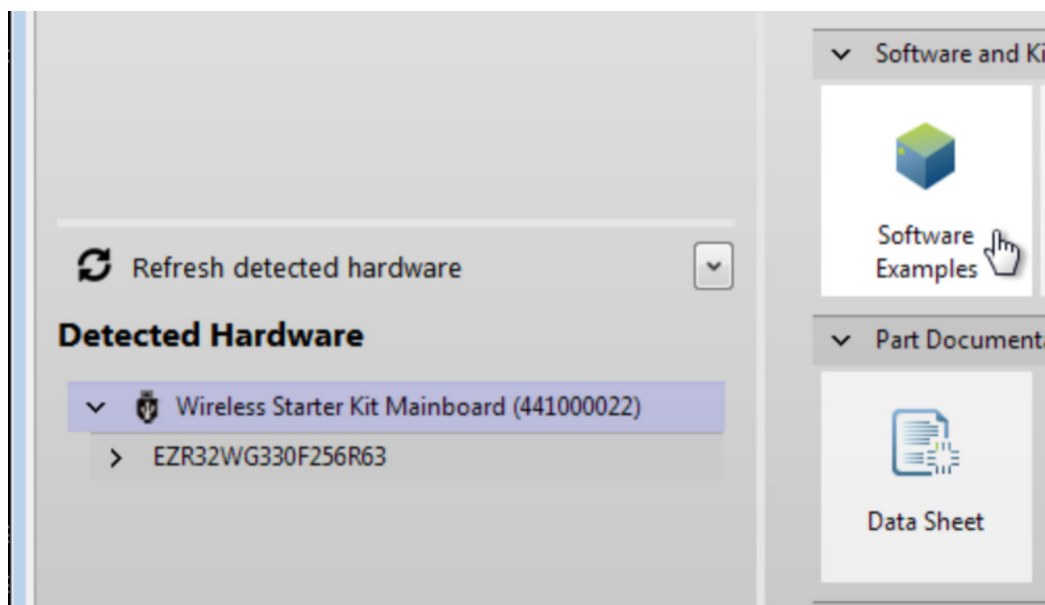 Software and Ki
Software
Examples
Refresh detected hardware
Detected Hardware
Part Documenta
Wireless Starter Kit Mainboard (441000022)
EZR32WG330F256R63
Data Sheet